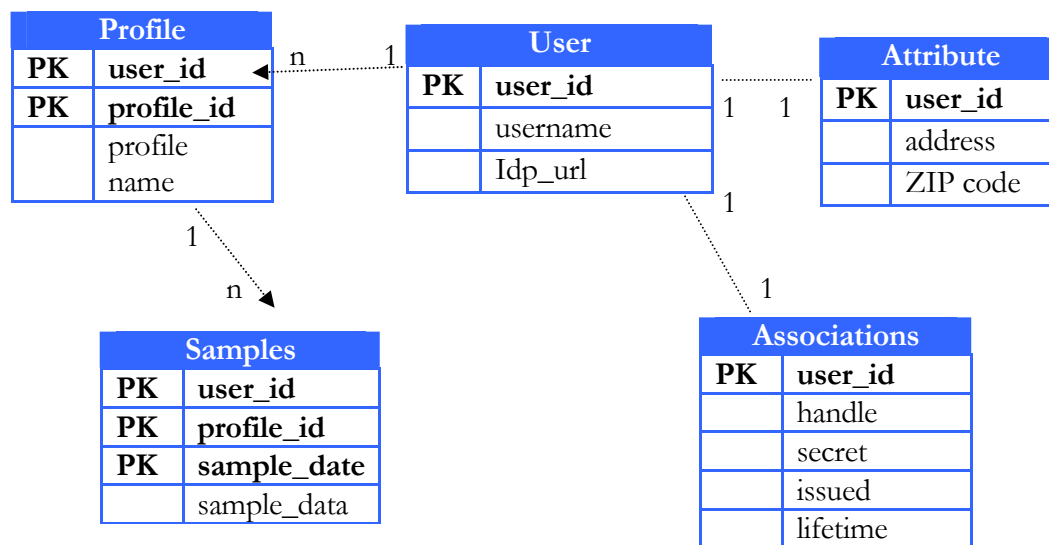 Profile
PK user_id
PK profile_id
profile
name
n 1
User
PK user_id
username
Idp_url
1 1
Attribute
PK user_id
address
ZIP code
1
n
1
1
Samples
PK user_id
PK profile_id
PK sample_date
sample_data
Associations
PK user_id
handle
secret
issued
lifetime